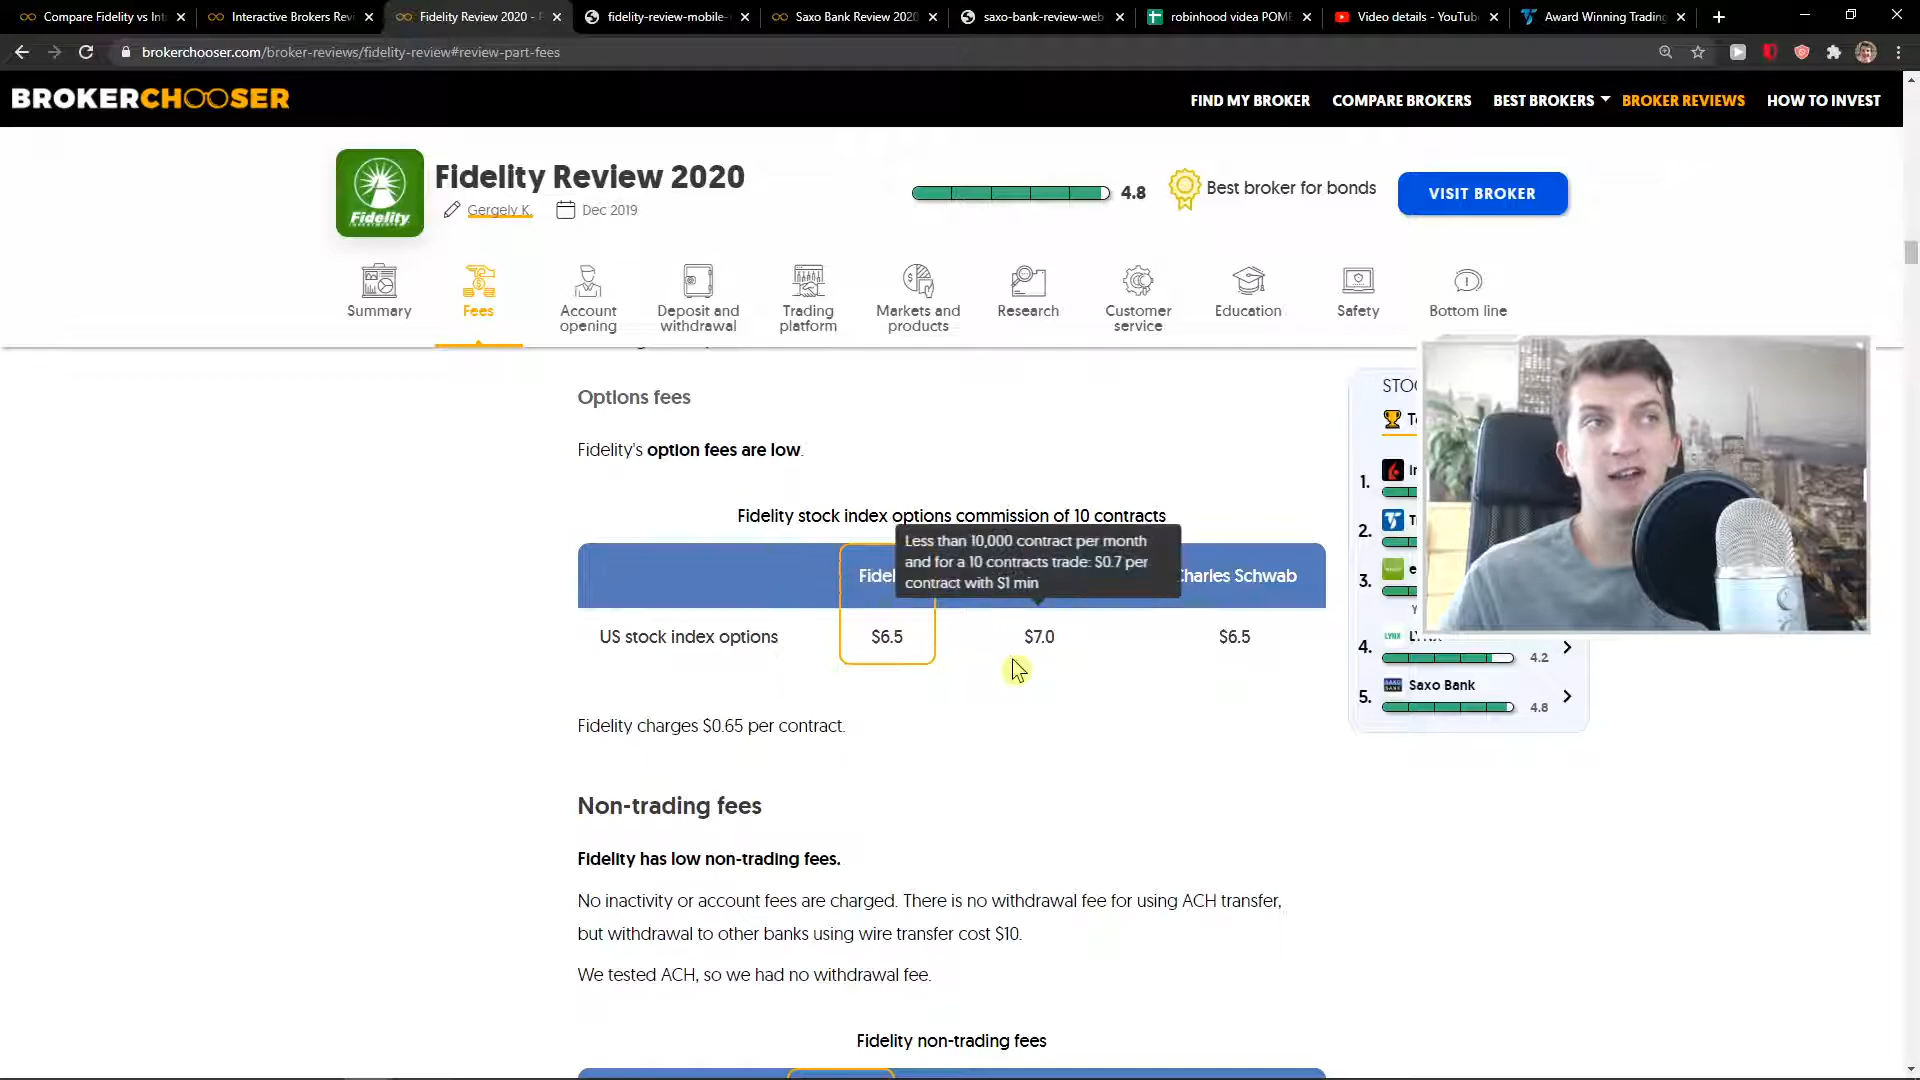 Compare Fidelity vs Int
Interactive Brokers Revi
Fidelity Review 2020 -
fidelity-review-mobile-
Saxo Bank Review 2020
saxo-bank-review-web
robinhood videa POM
Video details - YouTub
Award Winning Trading
brokerchooser.com/broker-reviews/fidelity-review#review-part-fees
BROKERCHOOSER
FIND MY BROKER
COMPARE BROKERS
BEST BROKERS
BROKER REVIEWS
HOW TO INVEST
Fidelity
Fidelity Review 2020
Gergely K.
Dec 2019
4.8
Best broker for bonds
VISIT BROKER
Summary
Fees
Account
opening
Deposit and
withdrawal
Trading
platform
Markets and
products
Research
Customer
service
Education
Safety
Bottom line
Options fees
Fidelity's option fees are low.
Fidelity stock index options commission of 10 contracts
Less than 10,000 contract per month
and for a 10 contracts trade: $0.7 per
contract with $1 min
Fidel
Charles Schwab
US stock index options
$6.5
$7.0
$6.5
Fidelity charges $0.65 per contract.
Non-trading fees
Fidelity has low non-trading fees.
No inactivity or account fees are charged. There is no withdrawal fee for using ACH transfer,
but withdrawal to other banks using wire transfer cost $10.
We tested ACH, so we had no withdrawal fee.
Fidelity non-trading fees
STOC
1.
2.
3.
4.
LYNX
4.2
5.
SAXO BANK
Saxo Bank
4.8